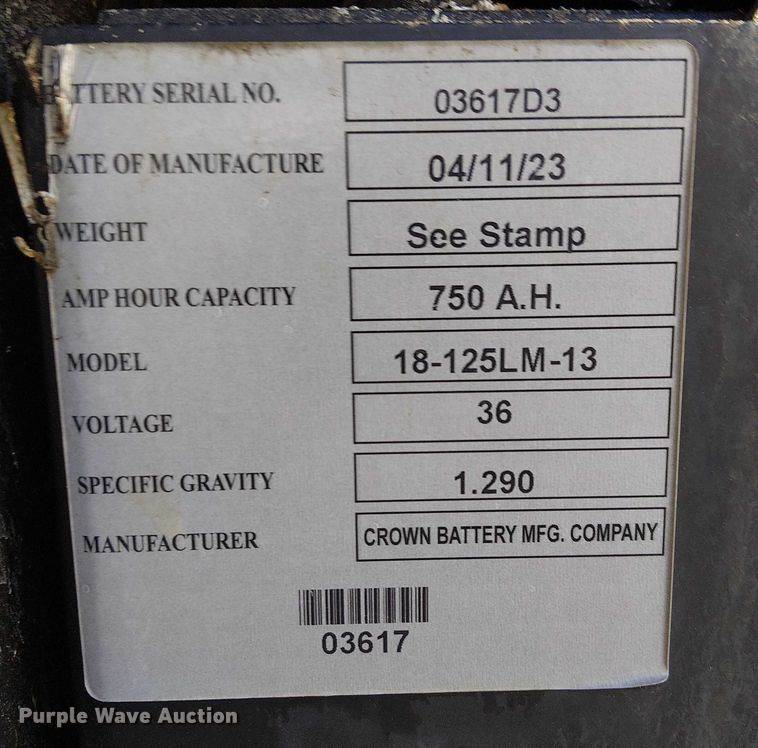 BATTERY SERIAL NO. 03617D3
DATE OF MANUFACTURE 04/11/23
WEIGHT See Stamp
AMP HOUR CAPACITY 750 A.H.
MODEL 18-125LM-13
VOLTAGE 36
SPECIFIC GRAVITY 1.290
MANUFACTURER CROWN BATTERY MFG. COMPANY
03617
Purple Wave Auction